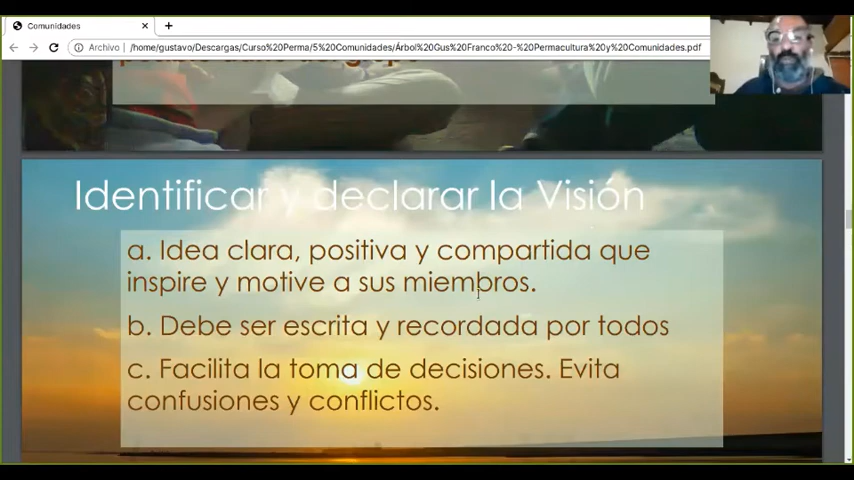 Comunidades
Archivo /home/gustavo/Descargas/Curso%20Perma/5%20Comunidades/Árbol%20Gus%20Franco%20-%20Permacultura%20y%20Comunidades.pdf
Identificar y declarar la Visión
a. Idea clara, positiva y compartida que
inspire y motive a sus miembros.
b. Debe ser escrita y recordada por todos
c. Facilita la toma de decisiones. Evita
confusiones y conflictos.